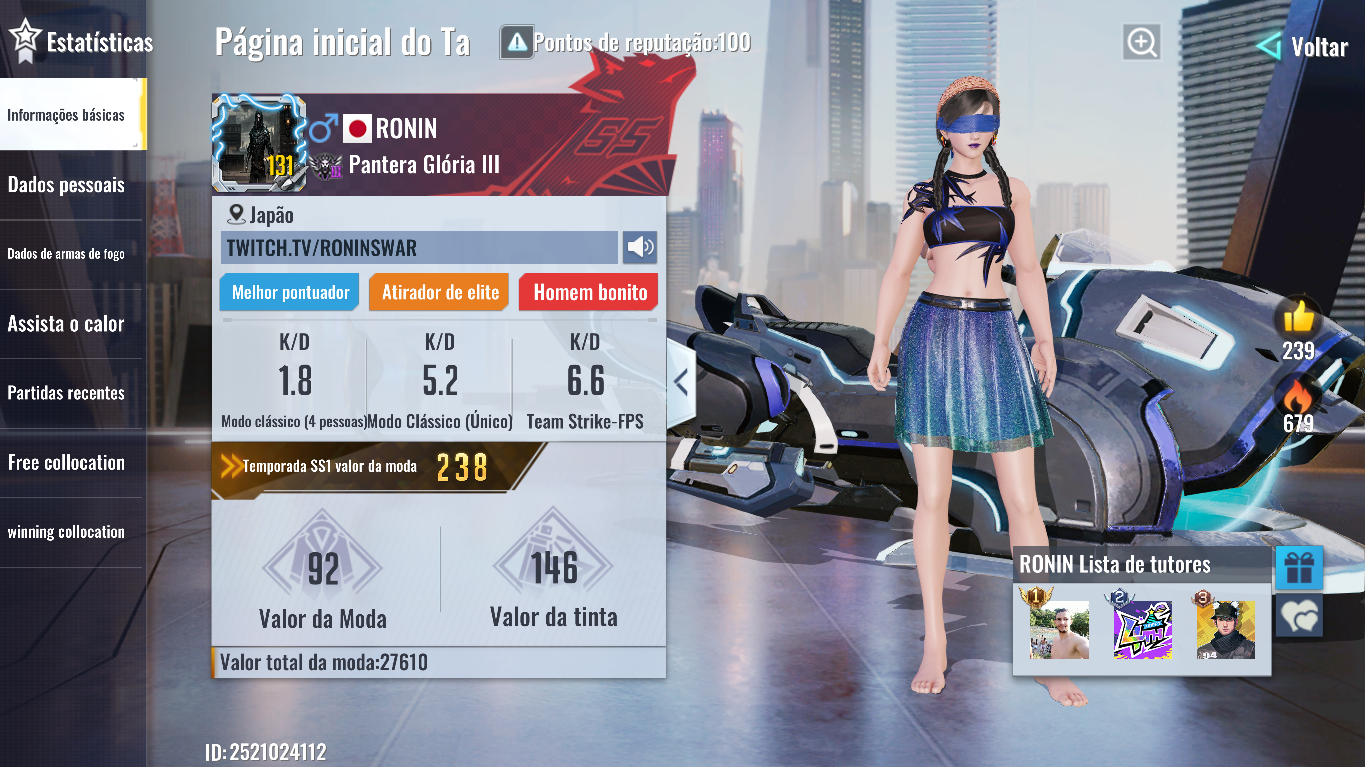 Estatísticas
Página inicial do Ta
Pontos de reputação:100
Voltar
Informações básicas
Dados pessoais
Dados de armas de fogo
Assista o calor
Partidas recentes
Free collocation
winning collocation
131
RONIN
Pantera Glória III
GS
Japão
TWITCH.TV/RONINSWAR
Melhor pontuador
Atirador de elite
Homem bonito
K/D
K/D
K/D
1.8
5.2
6.6
Modo clássico (4 pessoas)
Modo Clássico (Único)
Team Strike-FPS
Temporada SS1 valor da moda 238
92
146
Valor da Moda
Valor da tinta
Valor total da moda:27610
ID:2521024112
239
679
RONIN Lista de tutores
1
2
3